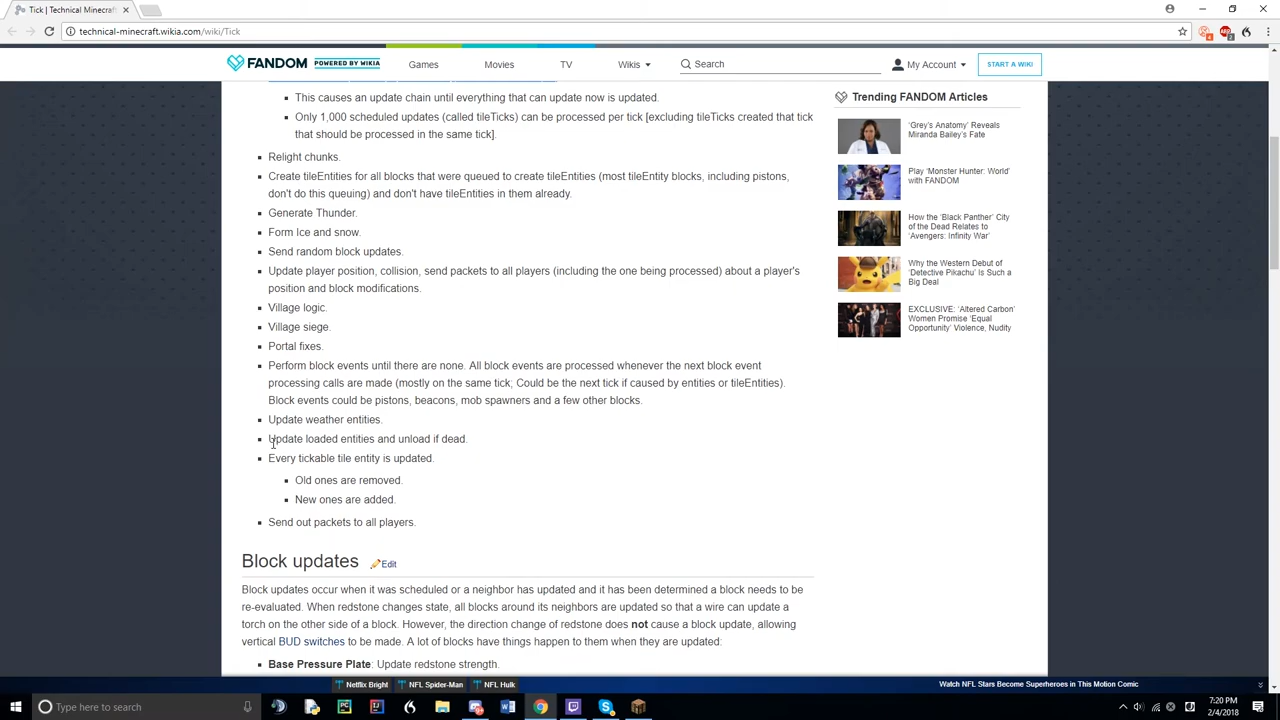 Tick | Technical Minecraft
technical-minecraft.wikia.com/wiki/Tick
FANDOM POWERED BY WIKIA Games Movies TV Wikis Search My Account START A WIKI
This causes an update chain until everything that can update now is updated.
Only 1,000 scheduled updates (called tileTicks) can be processed per tick [excluding tileTicks created that tick
that should be processed in the same tick].
Relight chunks.
Create tileEntities for all blocks that were queued to create tileEntities (most tileEntity blocks, including pistons,
don't do this queuing) and don't have tileEntities in them already.
Generate Thunder.
Form Ice and snow.
Send random block updates.
Update player position, collision, send packets to all players (including the one being processed) about a player's
position and block modifications.
Village logic.
Village siege.
Portal fixes.
Perform block events until there are none. All block events are processed whenever the next block event
processing calls are made (mostly on the same tick; Could be the next tick if caused by entities or tileEntities).
Block events could be pistons, beacons, mob spawners and a few other blocks.
Update weather entities.
Update loaded entities and unload if dead.
Every tickable tile entity is updated.
Old ones are removed.
New ones are added.
Send out packets to all players.
Block updates Edit
Block updates occur when it was scheduled or a neighbor has updated and it has been determined a block needs to be
re-evaluated. When redstone changes state, all blocks around its neighbors are updated so that a wire can update a
torch on the other side of a block. However, the direction change of redstone does not cause a block update, allowing
vertical BUD switches to be made. A lot of blocks have things happen to them when they are updated:
Base Pressure Plate: Update redstone strength.
Trending FANDOM Articles
'Grey's Anatomy' Reveals
Miranda Bailey's Fate
Play 'Monster Hunter: World'
with FANDOM
How the 'Black Panther' City
of the Dead Relates to
'Avengers: Infinity War'
Why the Western Debut of
'Detective Pikachu' Is Such a
Big Deal
EXCLUSIVE: 'Altered Carbon'
Women Promise 'Equal
Opportunity' Violence, Nudity
Netflix Bright NFL Spider-Man NFL Hulk Watch NFL Stars Become Superheroes in This Motion Comic
Type here to search
7:20 PM
2/4/2018